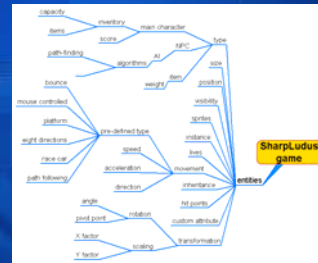 capacity
inventory
items
main character
score
path-finding
algorithms
AI
NPC
type
item
weight
size
position
visibility
sprites
instance
lives
bounce
mouse controlled
platform
eight directions
race car
path following
pre-defined type
speed
acceleration
direction
movement
inheritance
hit points
custom attribute
angle
pivot point
rotation
X factor
Y factor
scaling
transformation
entities
SharpLudus
game